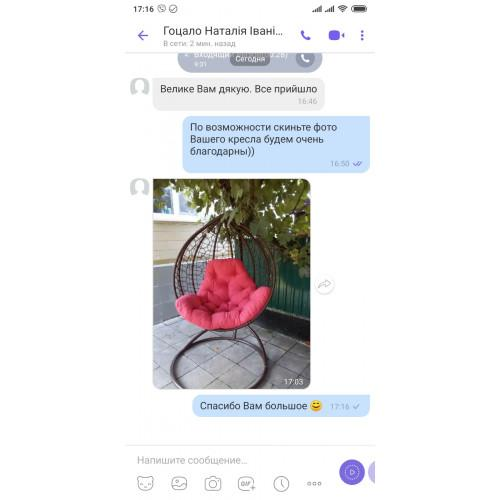 17:16
Гоцало Наталія Івані...
В сети. 2 мин. назад
9:31
Сегодня
Велике Вам дякую. Все прийшло
16:46
По возможности скиньте фото
Вашего кресла будем очень
благодарны))
16:50
17:03
Спасибо Вам большое 😊
17:16
Напишите сообщение...
GIF